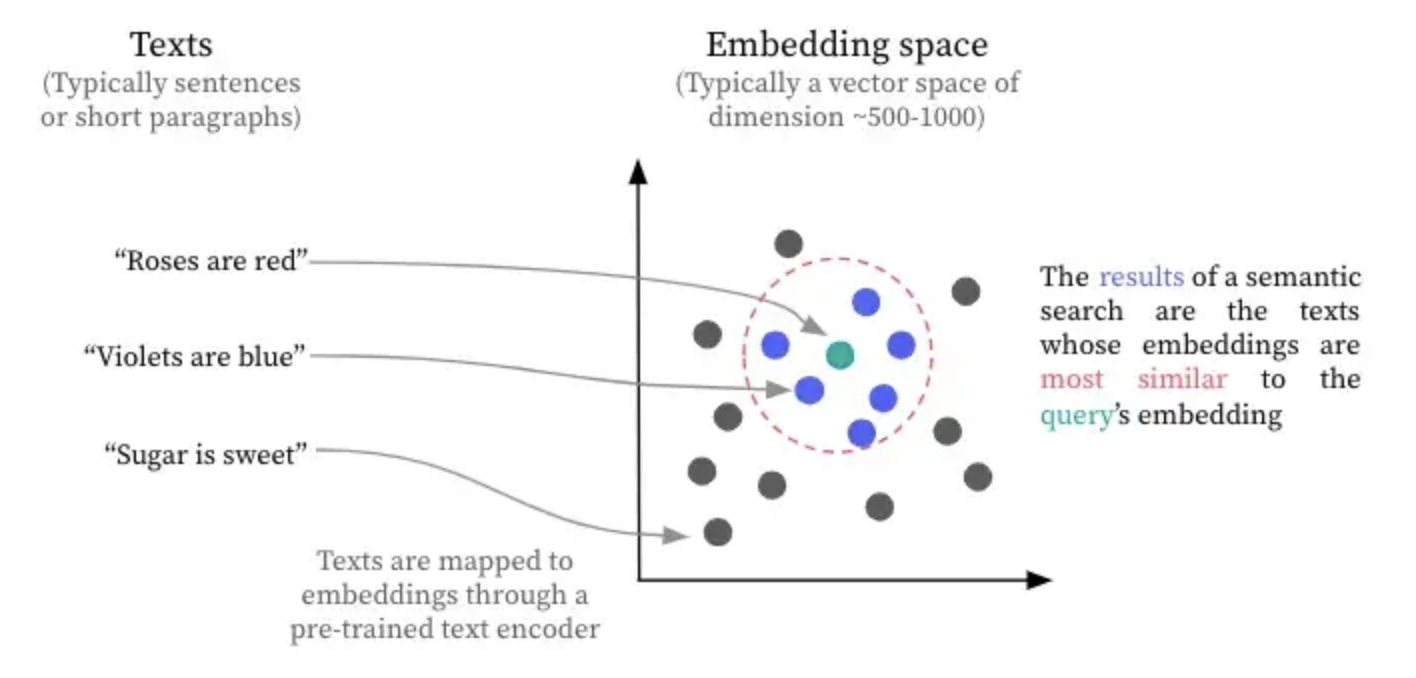 Texts
(Typically sentences
or short paragraphs)
Embedding space
(Typically a vector space of
dimension ~500-1000)
“Roses are red”
“Violets are blue”
“Sugar is sweet”
Texts are mapped to
embeddings through a
pre-trained text encoder
The results of a semantic
search are the texts
whose embeddings are
most similar to the
query’s embedding